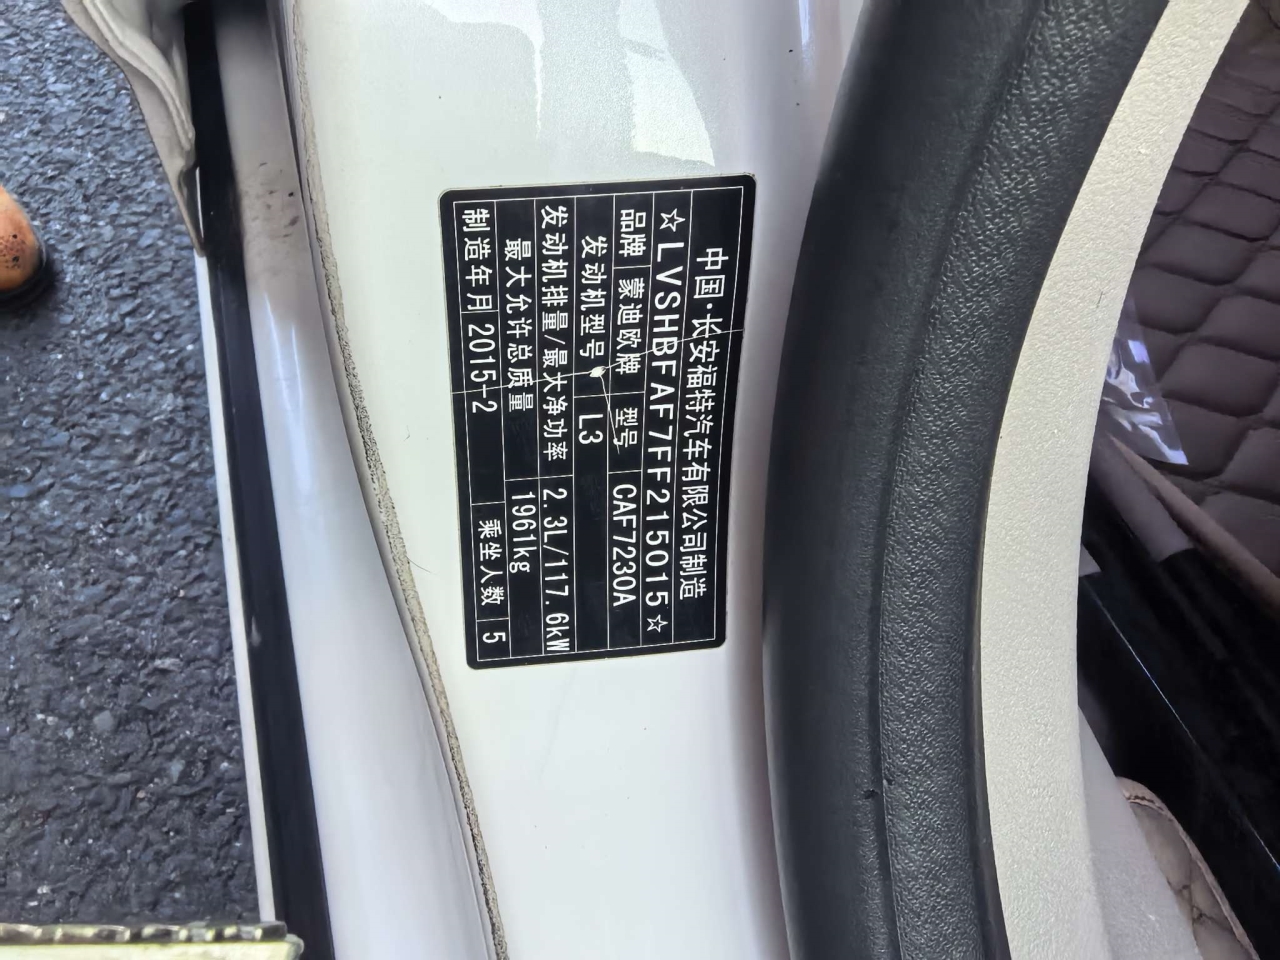 中国·长安福特汽车有限公司制造
☆LVSHBFAF7FF215015☆
品牌 蒙迪欧牌 型号 CAF7230A
发动机型号 L3
发动机排量/最大净功率 2.3L/117.6kW
最大允许总质量 1961kg
制造年月 2015-2 乘坐人数 5